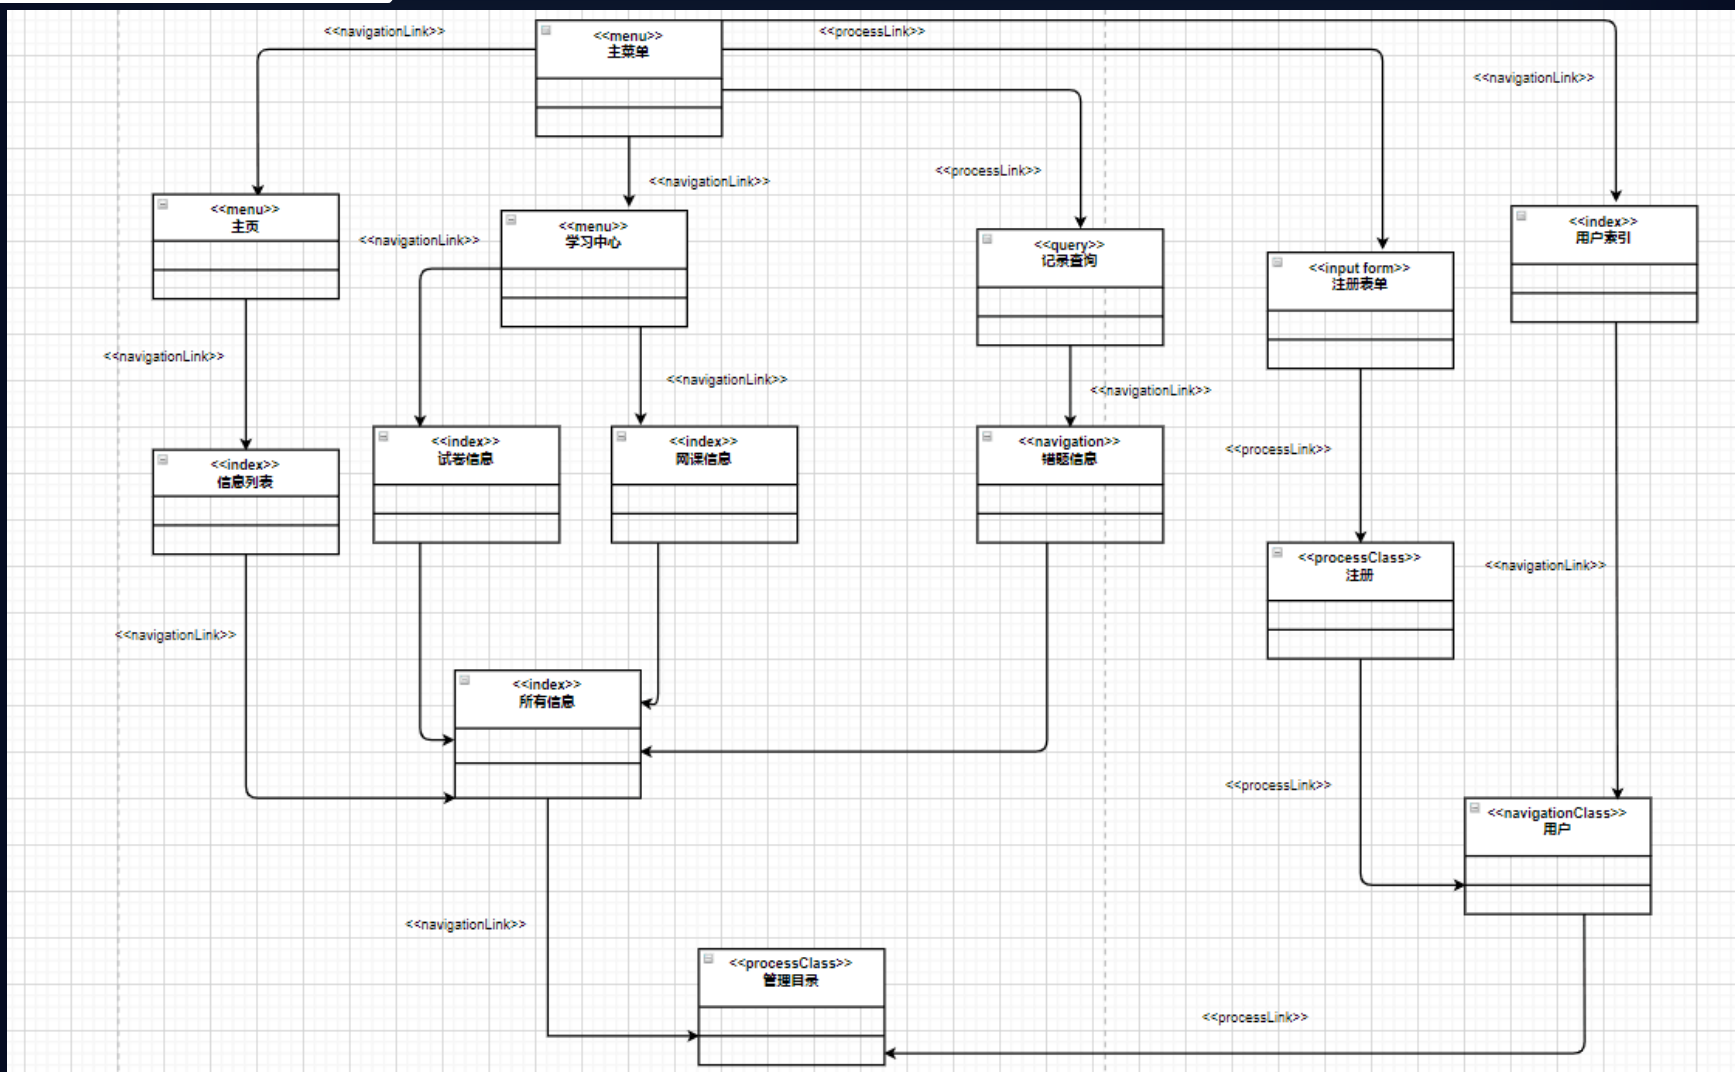 <<navigationLink>>
<<menu>>
主菜单
<<processLink>>
<<navigationLink>>
<<navigationLink>>
<<processLink>>
<<menu>>
主页
<<navigationLink>>
<<menu>>
学习中心
<<query>>
记录查询
<<input form>>
注册表单
<<index>>
用户索引
<<navigationLink>>
<<navigationLink>>
<<navigationLink>>
<<processLink>>
<<index>>
信息列表
<<index>>
试卷信息
<<index>>
网课信息
<<navigation>>
错题信息
<<processClass>>
注册
<<navigationLink>>
<<navigationLink>>
<<index>>
所有信息
<<processLink>>
<<navigationClass>>
用户
<<navigationLink>>
<<processClass>>
管理目录
<<processLink>>